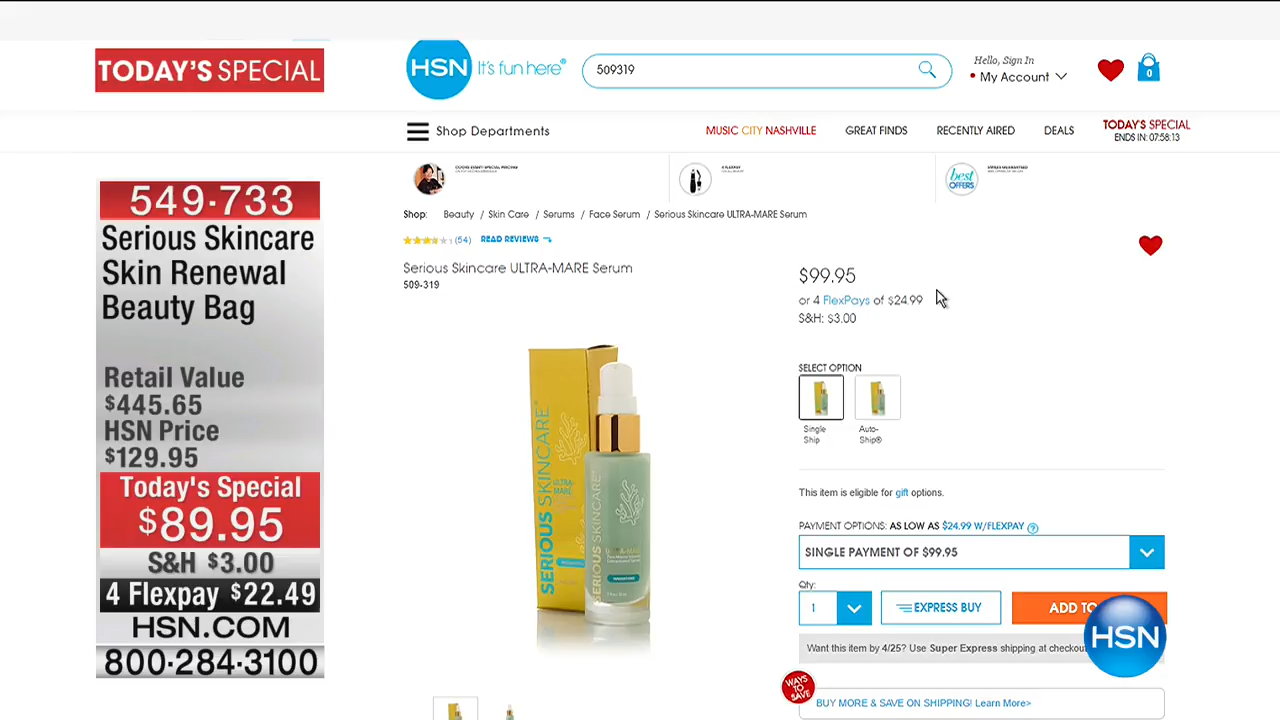 TODAY'S SPECIAL
HSN It's fun here®
509319
Hello, Sign In
My Account
0
Shop Departments
MUSIC CITY NASHVILLE
GREAT FINDS
RECENTLY AIRED
DEALS
TODAY'S SPECIAL
ENDS IN: 07:58:13
best
OFFERS
Shop: Beauty / Skin Care / Serums / Face Serum / Serious Skincare ULTRA-MARE Serum
(54) READ REVIEWS
Serious Skincare ULTRA-MARE Serum
509-319
549-733
Serious Skincare
Skin Renewal
Beauty Bag
Retail Value
$445.65
HSN Price
$129.95
Today's Special
$89.95
S&H $3.00
4 Flexpay $22.49
HSN.COM
800-284-3100
SERIOUS SKINCARE®
ULTRA-
MARE
SERIOUS SKINCARE®
$99.95
or 4 FlexPays of $24.99
S&H: $3.00
SELECT OPTION
Single
Ship
Auto-
Ship®
This item is eligible for gift options.
PAYMENT OPTIONS: AS LOW AS $24.99 W/FLEXPAY ?
SINGLE PAYMENT OF $99.95
Qty:
1
EXPRESS BUY
ADD TO
Want this item by 4/25? Use Super Express shipping at checkou
HSN
WAYS
TO
SAVE
BUY MORE & SAVE ON SHIPPING! Learn More>